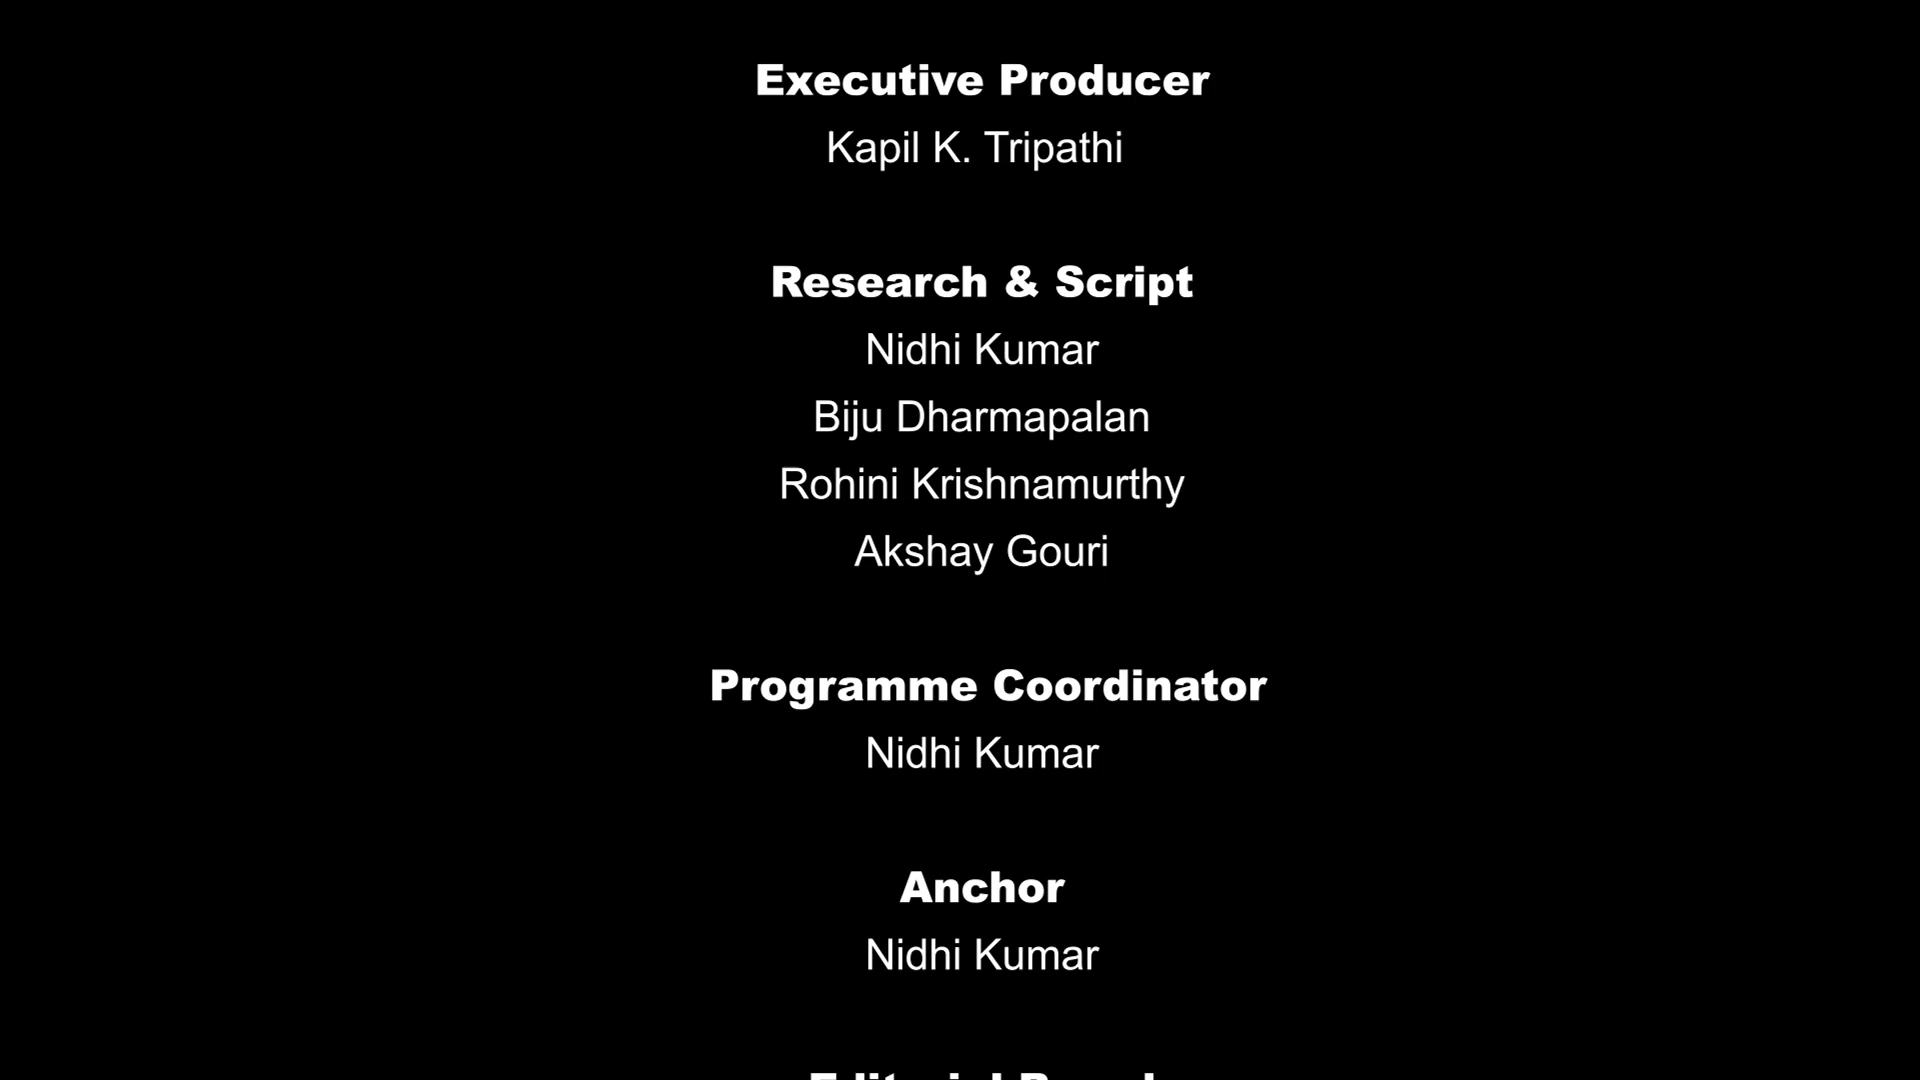 Executive Producer
Kapil K. Tripathi
Research & Script
Nidhi Kumar
Biju Dharmapalan
Rohini Krishnamurthy
Akshay Gouri
Programme Coordinator
Nidhi Kumar
Anchor
Nidhi Kumar